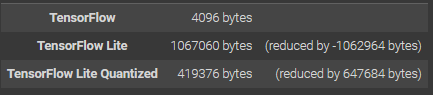 TensorFlow 4096 bytes
TensorFlow Lite 1067060 bytes (reduced by -1062964 bytes)
TensorFlow Lite Quantized 419376 bytes (reduced by 647684 bytes)